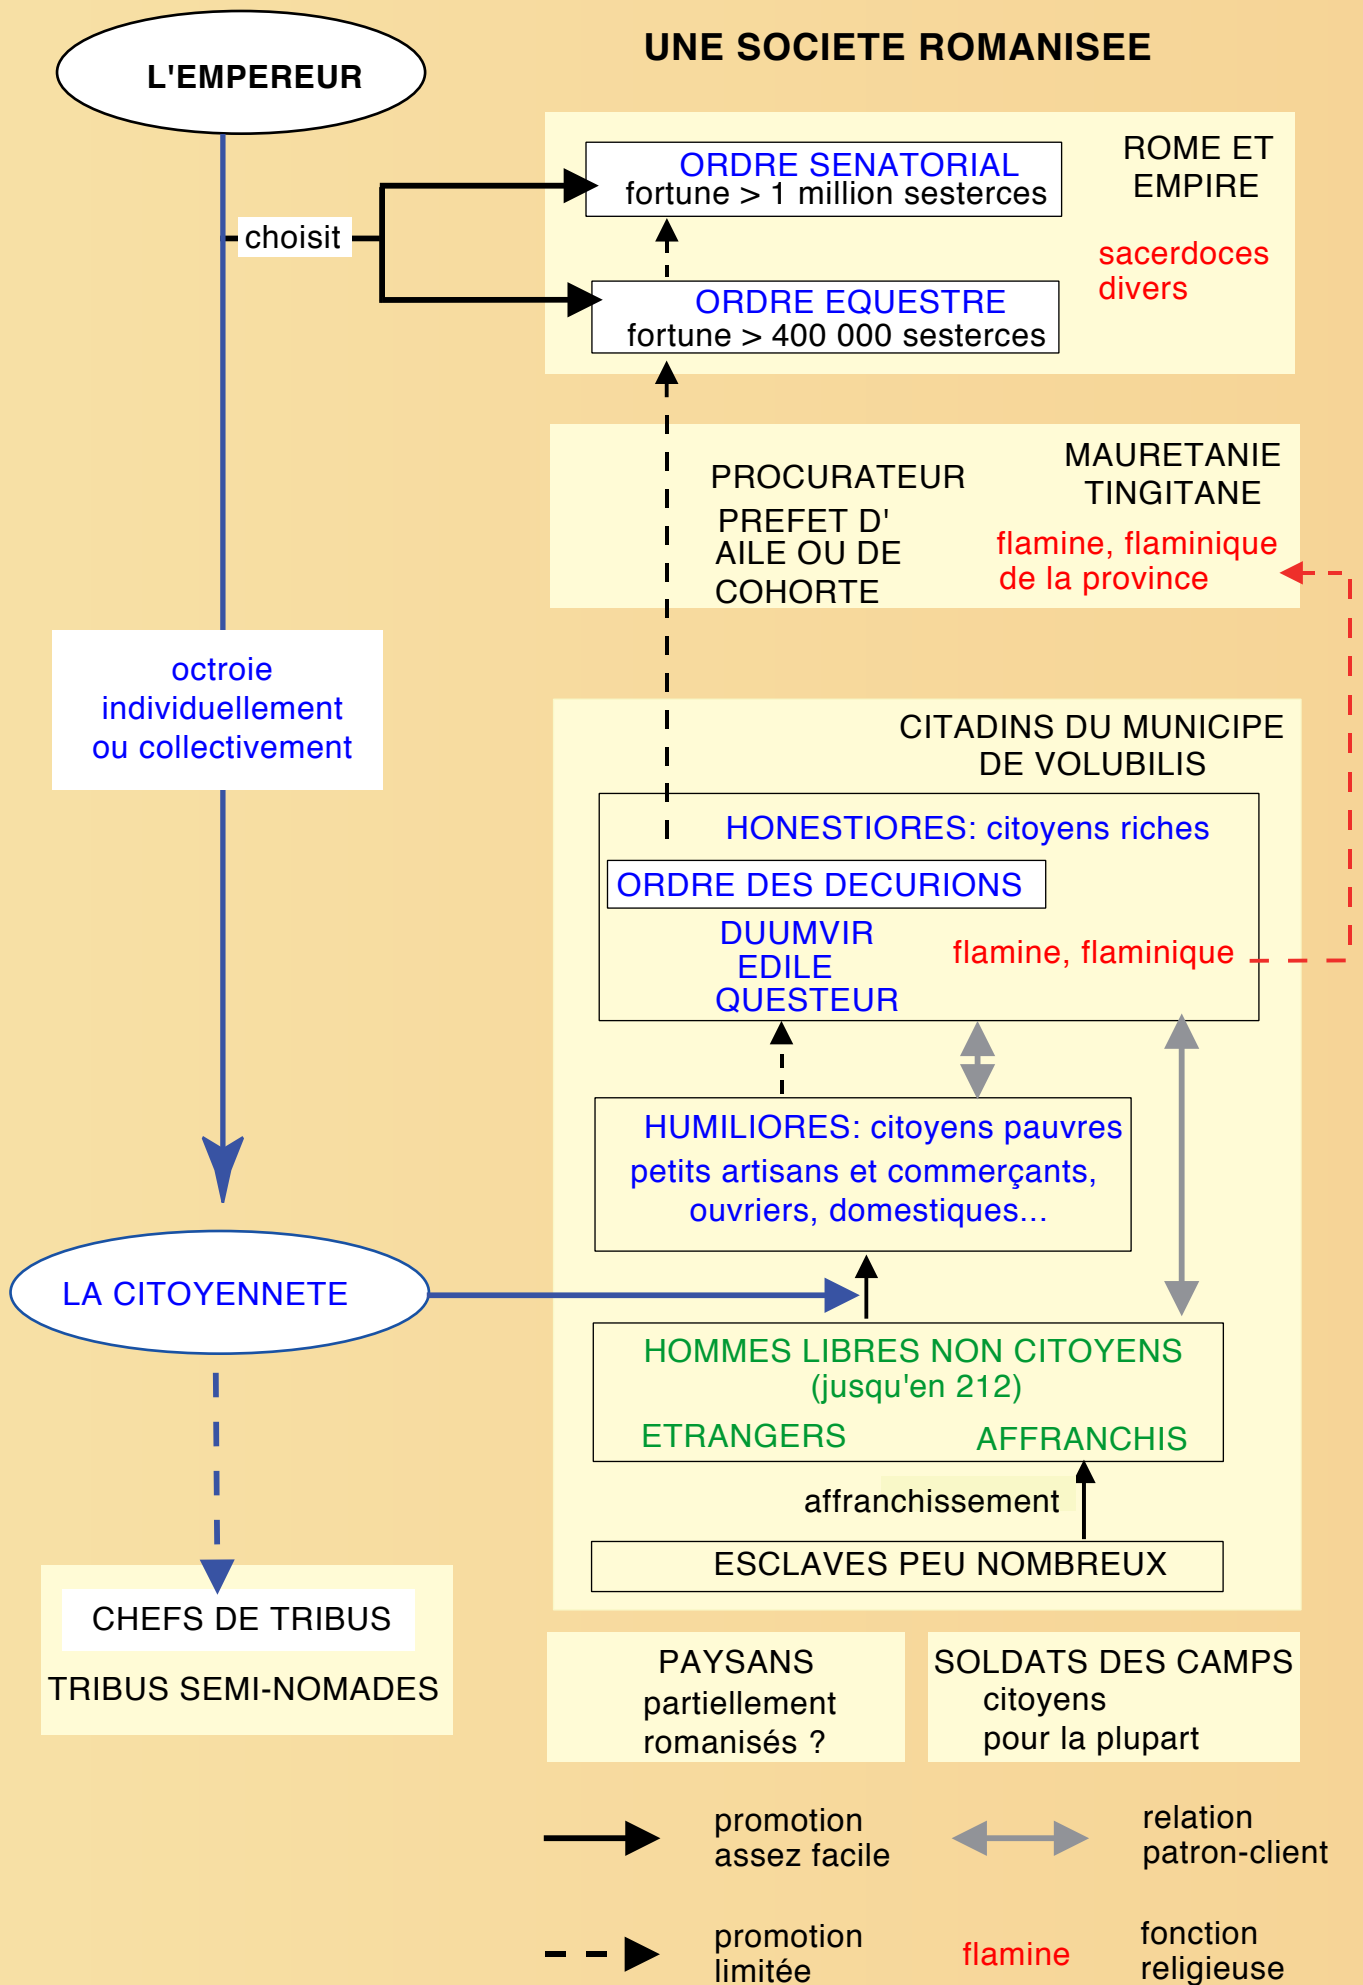 L'EMPEREUR
UNE SOCIETE ROMANISEE
ORDRE SENATORIAL
fortune > 1 million sesterces
ROME ET
EMPIRE
choisit
sacerdoces
divers
ORDRE EQUESTRE
fortune > 400 000 sesterces
PROCURATEUR
PREFET D'
AILE OU DE
COHORTE
MAURETANIE
TINGITANE
flamine, flaminique
de la province
octroie
individuellement
ou collectivement
CITADINS DU MUNICIPE
DE VOLUBILIS
HONESTIORES: citoyens riches
ORDRE DES DECURIONS
DUUMVIR
EDILE
QUESTEUR
flamine, flaminique
HUMILIORES: citoyens pauvres
petits artisans et commerçants,
ouvriers, domestiques...
LA CITOYENNETE
HOMMES LIBRES NON CITOYENS
(jusqu'en 212)
ETRANGERS
AFFRANCHIS
affranchissement
ESCLAVES PEU NOMBREUX
CHEFS DE TRIBUS
TRIBUS SEMI-NOMADES
PAYSANS
partiellement
romanisés ?
SOLDATS DES CAMPS
citoyens
pour la plupart
promotion
assez facile
relation
patron-client
promotion
limitée
flamine
fonction
religieuse